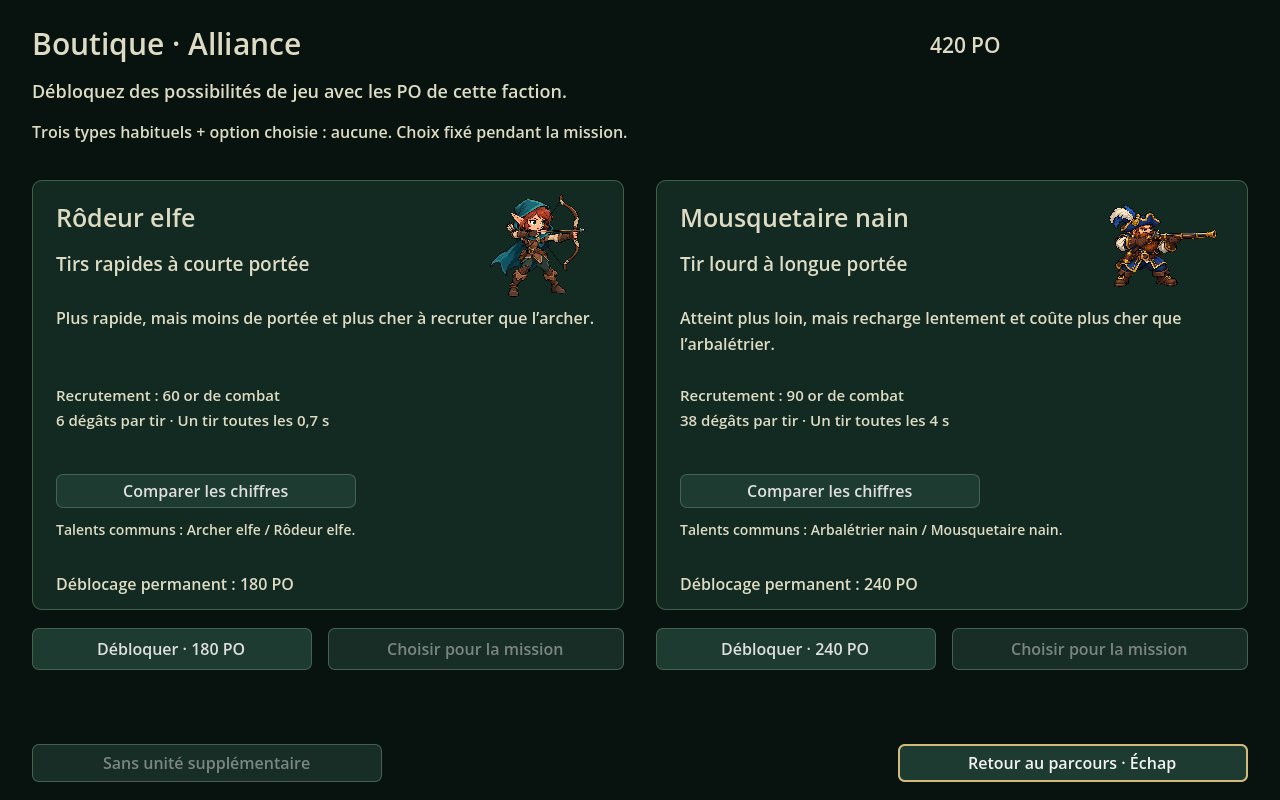 Boutique · Alliance
420 PO
Débloquez des possibilités de jeu avec les PO de cette faction.
Trois types habituels + option choisie : aucune. Choix fixé pendant la mission.
Rôdeur elfe
Tirs rapides à courte portée
Plus rapide, mais moins de portée et plus cher à recruter que l’archer.
Recrutement : 60 or de combat
6 dégâts par tir · Un tir toutes les 0,7 s
Comparer les chiffres
Talents communs : Archer elfe / Rôdeur elfe.
Déblocage permanent : 180 PO
Débloquer · 180 PO
Choisir pour la mission
Mousquetaire nain
Tir lourd à longue portée
Atteint plus loin, mais recharge lentement et coûte plus cher que
l’arbalétrier.
Recrutement : 90 or de combat
38 dégâts par tir · Un tir toutes les 4 s
Comparer les chiffres
Talents communs : Arbalétrier nain / Mousquetaire nain.
Déblocage permanent : 240 PO
Débloquer · 240 PO
Choisir pour la mission
Sans unité supplémentaire
Retour au parcours · Échap